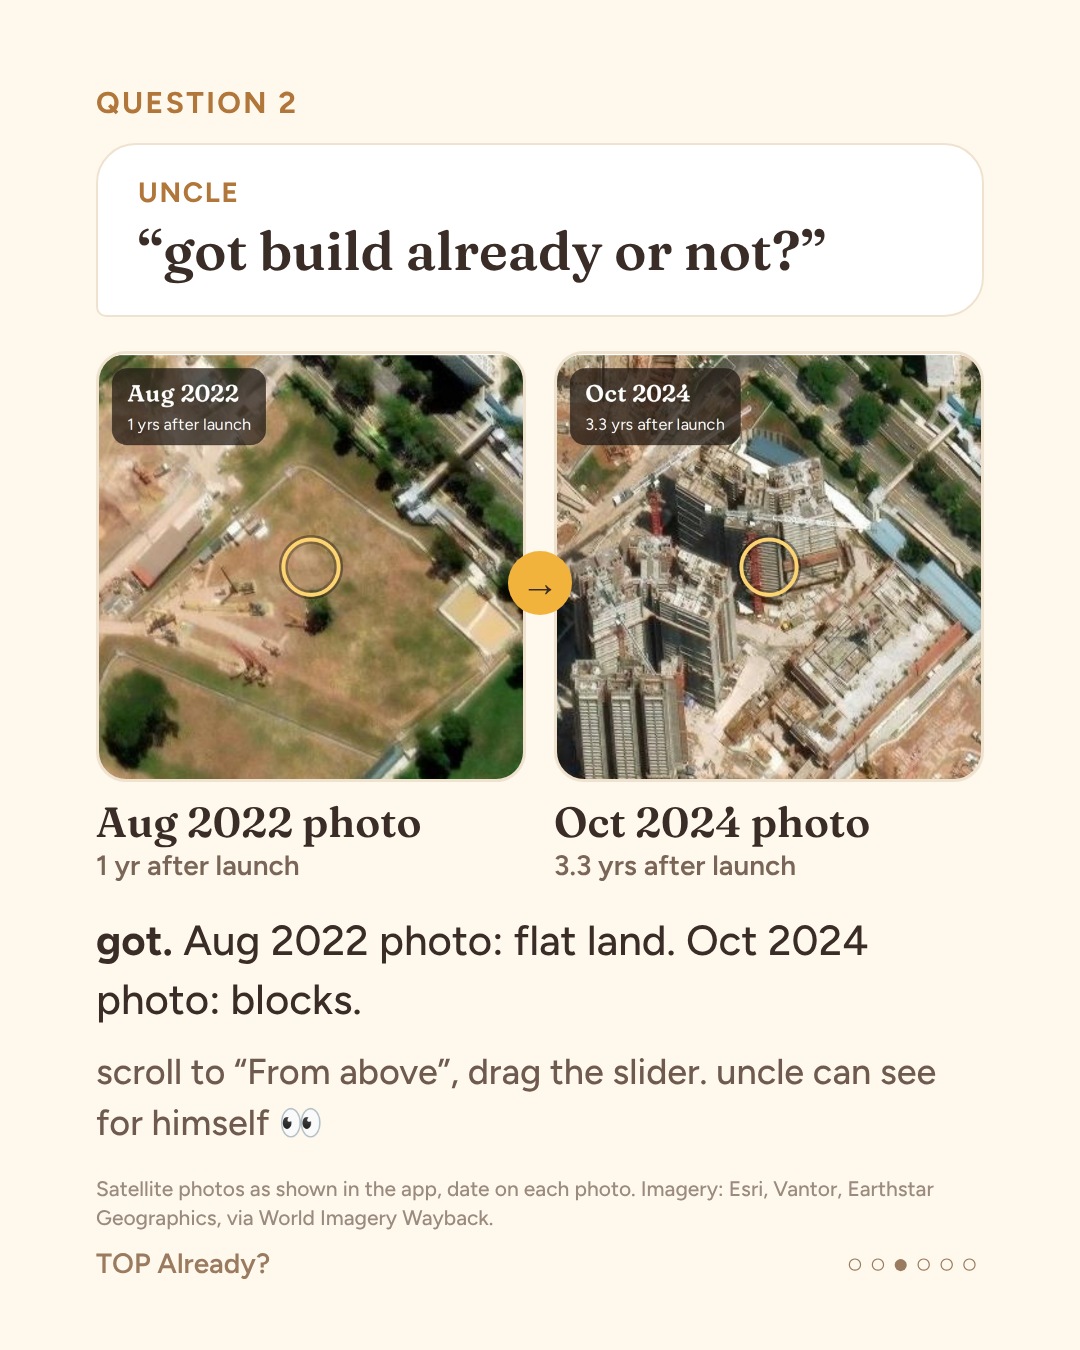 QUESTION 2
UNCLE
“got build already or not?”
Aug 2022
1 yrs after launch
Oct 2024
3.3 yrs after launch
→
Aug 2022 photo
1 yr after launch
Oct 2024 photo
3.3 yrs after launch
got. Aug 2022 photo: flat land. Oct 2024
photo: blocks.
scroll to “From above”, drag the slider. uncle can see
for himself 👀
Satellite photos as shown in the app, date on each photo. Imagery: Esri, Vantor, Earthstar
Geographics, via World Imagery Wayback.
TOP Already?